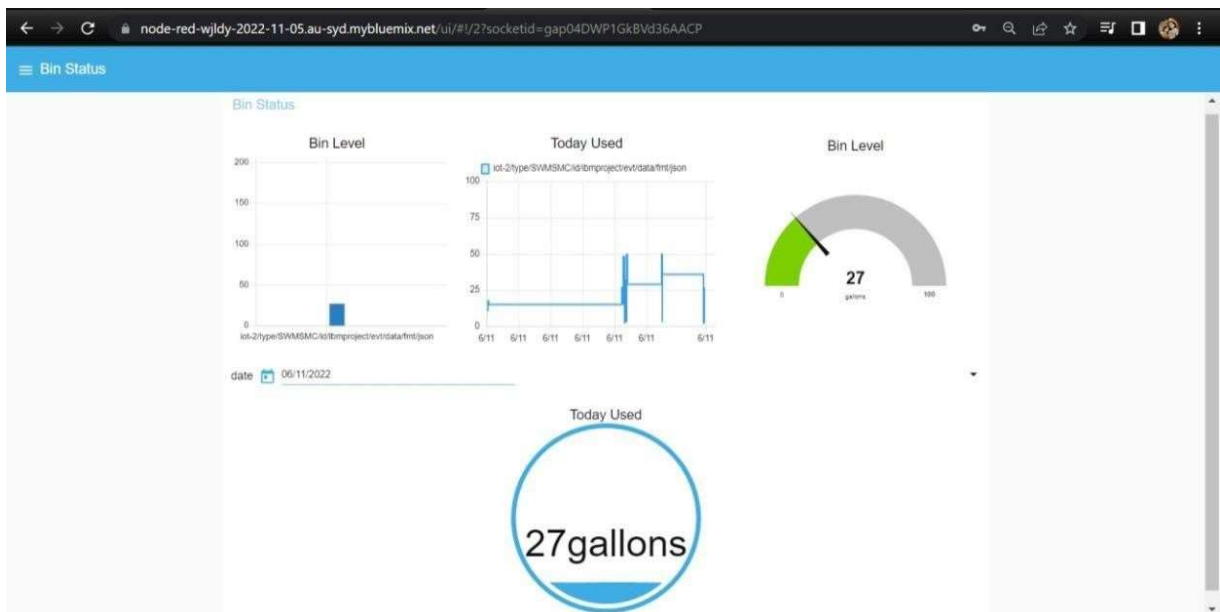 node-red-wjldy-2022-11-05.au-syd.mybluemix.net/ui/#!/2?socketid=gap04DWP1GkBVd36AACP
Bin Status
Bin Status
Bin Level
200
150
100
50
0
iot-2/type/SWMSMC/id/ibmproject/evt/data/fmt/json
Today Used
iot-2/type/SWMSMC/id/ibmproject/evt/data/fmt/json
100
75
50
25
0
6/11 6/11 6/11 6/11 6/11 6/11 6/11
Bin Level
27
gallons
0 100
date 06/11/2022
Today Used
27gallons